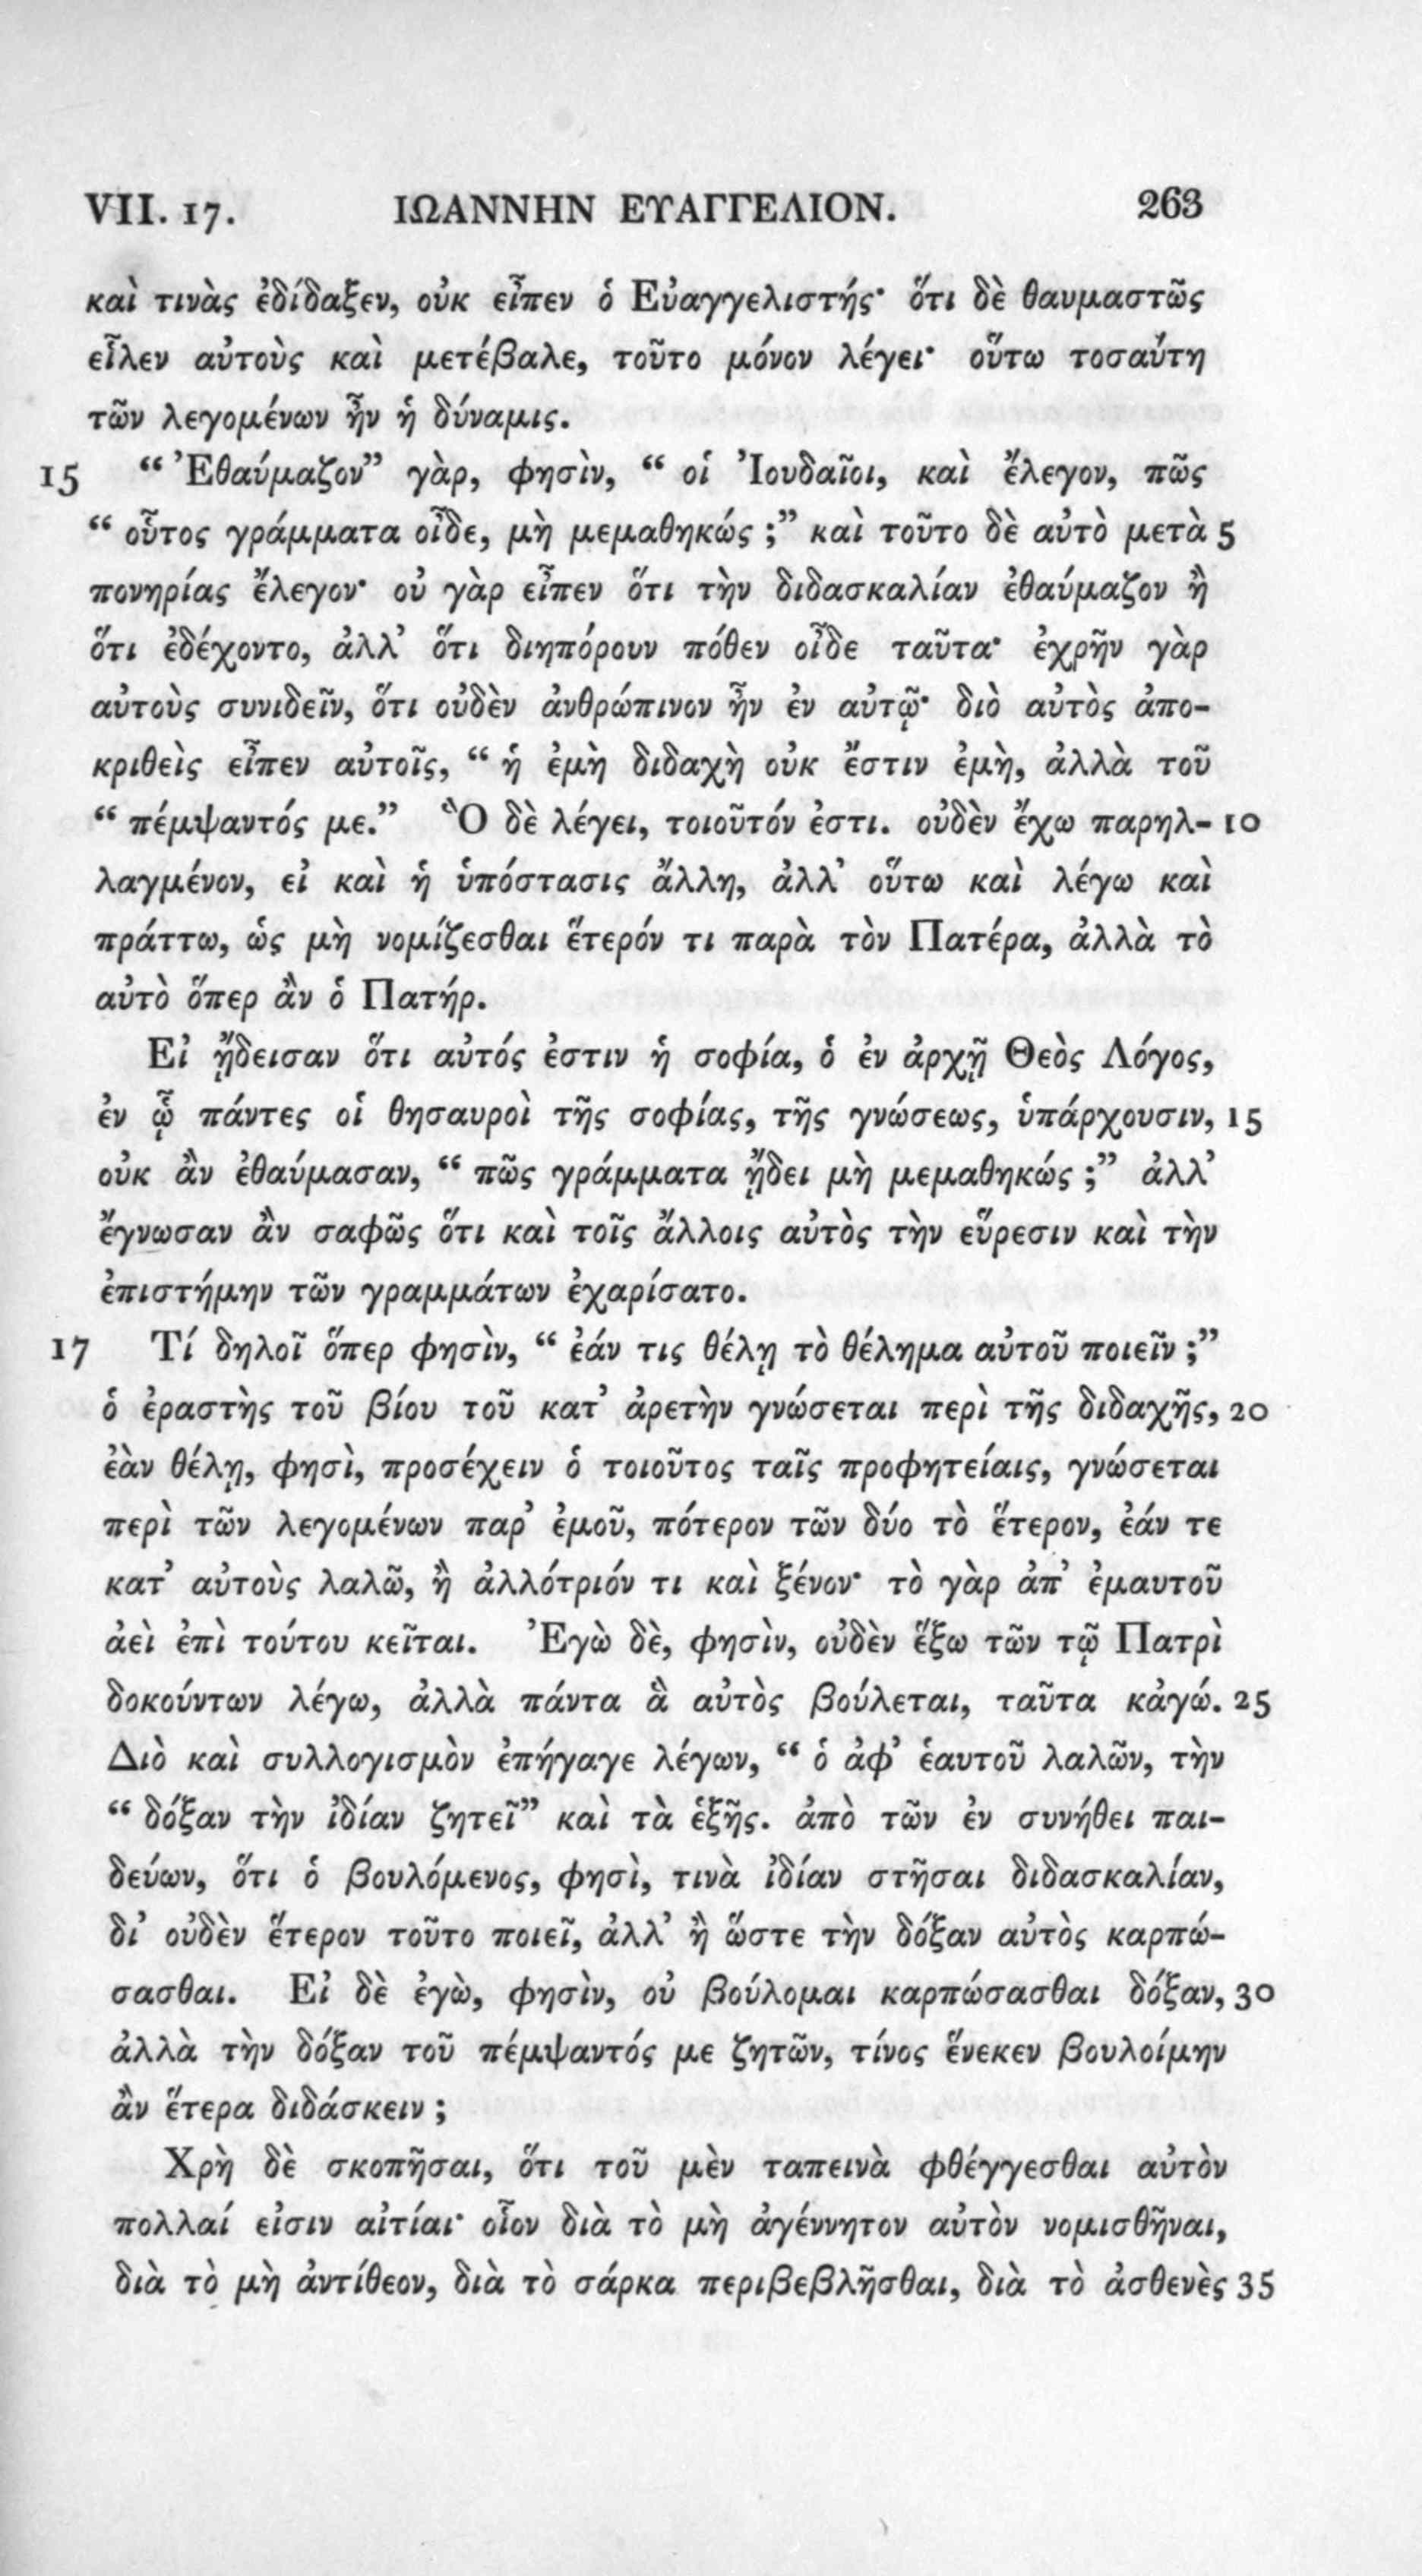 VII. 17. ΙΩΑΝΝΗΝ ΕΥΑΓΓΕΛΙΟΝ. 263
καὶ τινὰς ἐδίδαξεν, οὐκ εἶπεν ὁ Εὐαγγελιστής· ὅτι δὲ θαυμαστῶς
εἷλεν αὐτοὺς καὶ μετέβαλε, τοῦτο μόνον λέγει· οὕτω τοσαύτη
τῶν λεγομένων ἦν ἡ δύναμις.
15 “ Ἐθαύμαζον” γὰρ, φησὶν, “ οἱ Ἰουδαῖοι, καὶ ἔλεγον, πῶς
“ οὗτος γράμματα οἶδε, μὴ μεμαθηκώς ;” καὶ τοῦτο δὲ αὐτὸ μετὰ 5
πονηρίας ἔλεγον· οὐ γὰρ εἶπεν ὅτι τὴν διδασκαλίαν ἐθαύμαζον ἢ
ὅτι ἐδέχοντο, ἀλλ’ ὅτι διηπόρουν πόθεν οἶδε ταῦτα· ἐχρῆν γὰρ
αὐτοὺς συνιδεῖν, ὅτι οὐδὲν ἀνθρώπινον ἦν ἐν αὐτῷ· διὸ αὐτὸς ἀπο-
κριθεὶς εἶπεν αὐτοῖς, “ ἡ ἐμὴ διδαχὴ οὐκ ἔστιν ἐμὴ, ἀλλὰ τοῦ
“ πέμψαντός με.” Ὃ δὲ λέγει, τοιοῦτόν ἐστι. οὐδὲν ἔχω παρηλ- 10
λαγμένον, εἰ καὶ ἡ ὑπόστασις ἄλλη, ἀλλ’ οὕτω καὶ λέγω καὶ
πράττω, ὡς μὴ νομίζεσθαι ἕτερόν τι παρὰ τὸν Πατέρα, ἀλλὰ τὸ
αὐτὸ ὅπερ ἂν ὁ Πατήρ.
Εἰ ᾔδεισαν ὅτι αὐτός ἐστιν ἡ σοφία, ὁ ἐν ἀρχῇ Θεὸς Λόγος,
ἐν ᾧ πάντες οἱ θησαυροὶ τῆς σοφίας, τῆς γνώσεως, ὑπάρχουσιν, 15
οὐκ ἂν ἐθαύμασαν, “ πῶς γράμματα ᾔδει μὴ μεμαθηκώς ;” ἀλλ’
ἔγνωσαν ἂν σαφῶς ὅτι καὶ τοῖς ἄλλοις αὐτὸς τὴν εὕρεσιν καὶ τὴν
ἐπιστήμην τῶν γραμμάτων ἐχαρίσατο.
17 Τί δηλοῖ ὅπερ φησὶν, “ ἐάν τις θέλῃ τὸ θέλημα αὐτοῦ ποιεῖν ;”
ὁ ἐραστὴς τοῦ βίου τοῦ κατ’ ἀρετὴν γνώσεται περὶ τῆς διδαχῆς, 20
ἐὰν θέλῃ, φησὶ, προσέχειν ὁ τοιοῦτος ταῖς προφητείαις, γνώσεται
περὶ τῶν λεγομένων παρ’ ἐμοῦ, πότερον τῶν δύο τὸ ἕτερον, ἐάν τε
κατ’ αὐτοὺς λαλῶ, ἢ ἀλλότριόν τι καὶ ξένον· τὸ γὰρ ἀπ’ ἐμαυτοῦ
ἀεὶ ἐπὶ τούτου κεῖται. Ἐγὼ δὲ, φησὶν, οὐδὲν ἔξω τῶν τῷ Πατρὶ
δοκούντων λέγω, ἀλλὰ πάντα ἃ αὐτὸς βούλεται, ταῦτα κἀγώ. 25
Διὸ καὶ συλλογισμὸν ἐπήγαγε λέγων, “ ὁ ἀφ’ ἑαυτοῦ λαλῶν, τὴν
“ δόξαν τὴν ἰδίαν ζητεῖ” καὶ τὰ ἑξῆς. ἀπὸ τῶν ἐν συνήθει παι-
δεύων, ὅτι ὁ βουλόμενος, φησὶ, τινὰ ἰδίαν στῆσαι διδασκαλίαν,
δι’ οὐδὲν ἕτερον τοῦτο ποιεῖ, ἀλλ’ ἢ ὥστε τὴν δόξαν αὐτὸς καρπώ-
σασθαι. Εἰ δὲ ἐγὼ, φησὶν, οὐ βούλομαι καρπώσασθαι δόξαν, 30
ἀλλὰ τὴν δόξαν τοῦ πέμψαντός με ζητῶν, τίνος ἕνεκεν βουλοίμην
ἂν ἕτερα διδάσκειν ;
Χρὴ δὲ σκοπῆσαι, ὅτι τοῦ μὲν ταπεινὰ φθέγγεσθαι αὐτὸν
πολλαί εἰσιν αἰτίαι· οἷον διὰ τὸ μὴ ἀγέννητον αὐτὸν νομισθῆναι,
διὰ τὸ μὴ ἀντίθεον, διὰ τὸ σάρκα περιβεβλῆσθαι, διὰ τὸ ἀσθενὲς 35